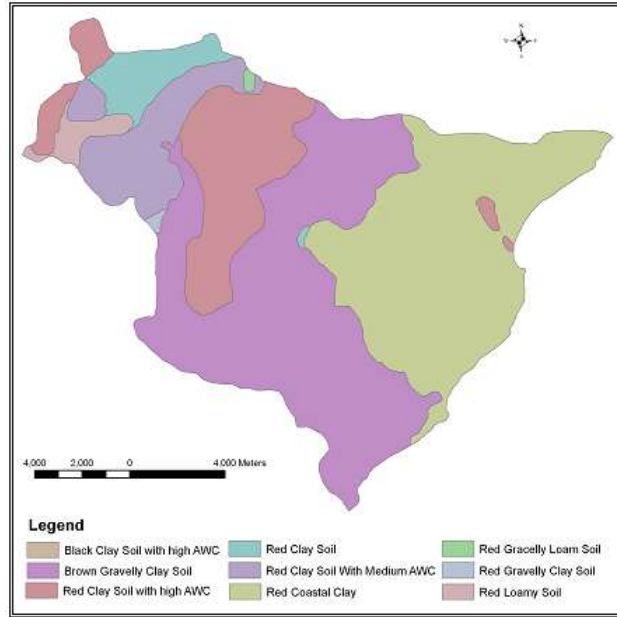 N
4,000 2,000 0 4,000 Meters
Legend
Black Clay Soil with high AWC
Brown Gravelly Clay Soil
Red Clay Soil with high AWC
Red Clay Soil
Red Clay Soil With Medium AWC
Red Coastal Clay
Red Gracelly Loam Soil
Red Gravelly Clay Soil
Red Loamy Soil